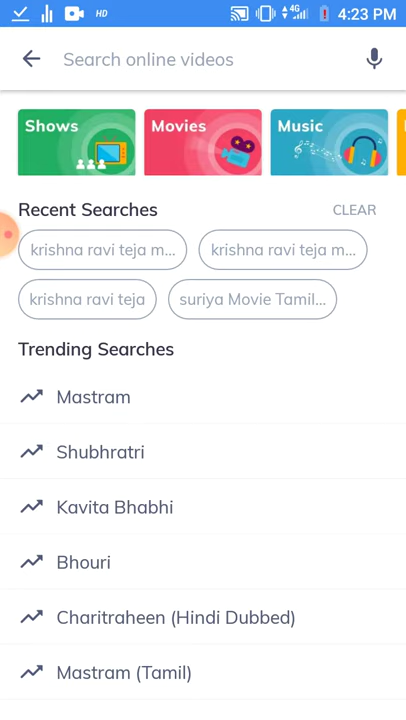 HD 4G 4:23 PM
Search online videos
Shows Movies Music
Recent Searches CLEAR
krishna ravi teja m... krishna ravi teja m...
krishna ravi teja suriya Movie Tamil...
Trending Searches
Mastram
Shubhratri
Kavita Bhabhi
Bhouri
Charitraheen (Hindi Dubbed)
Mastram (Tamil)